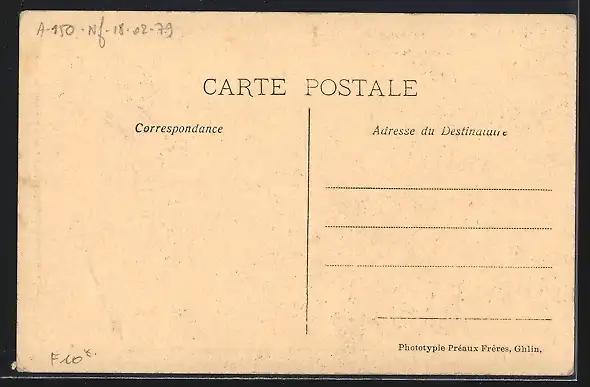 A-150-Nf-18-02-79
CARTE POSTALE
Correspondance
Adresse du Destinataire
Phototypie Préaux Frères, Ghlin.
F10